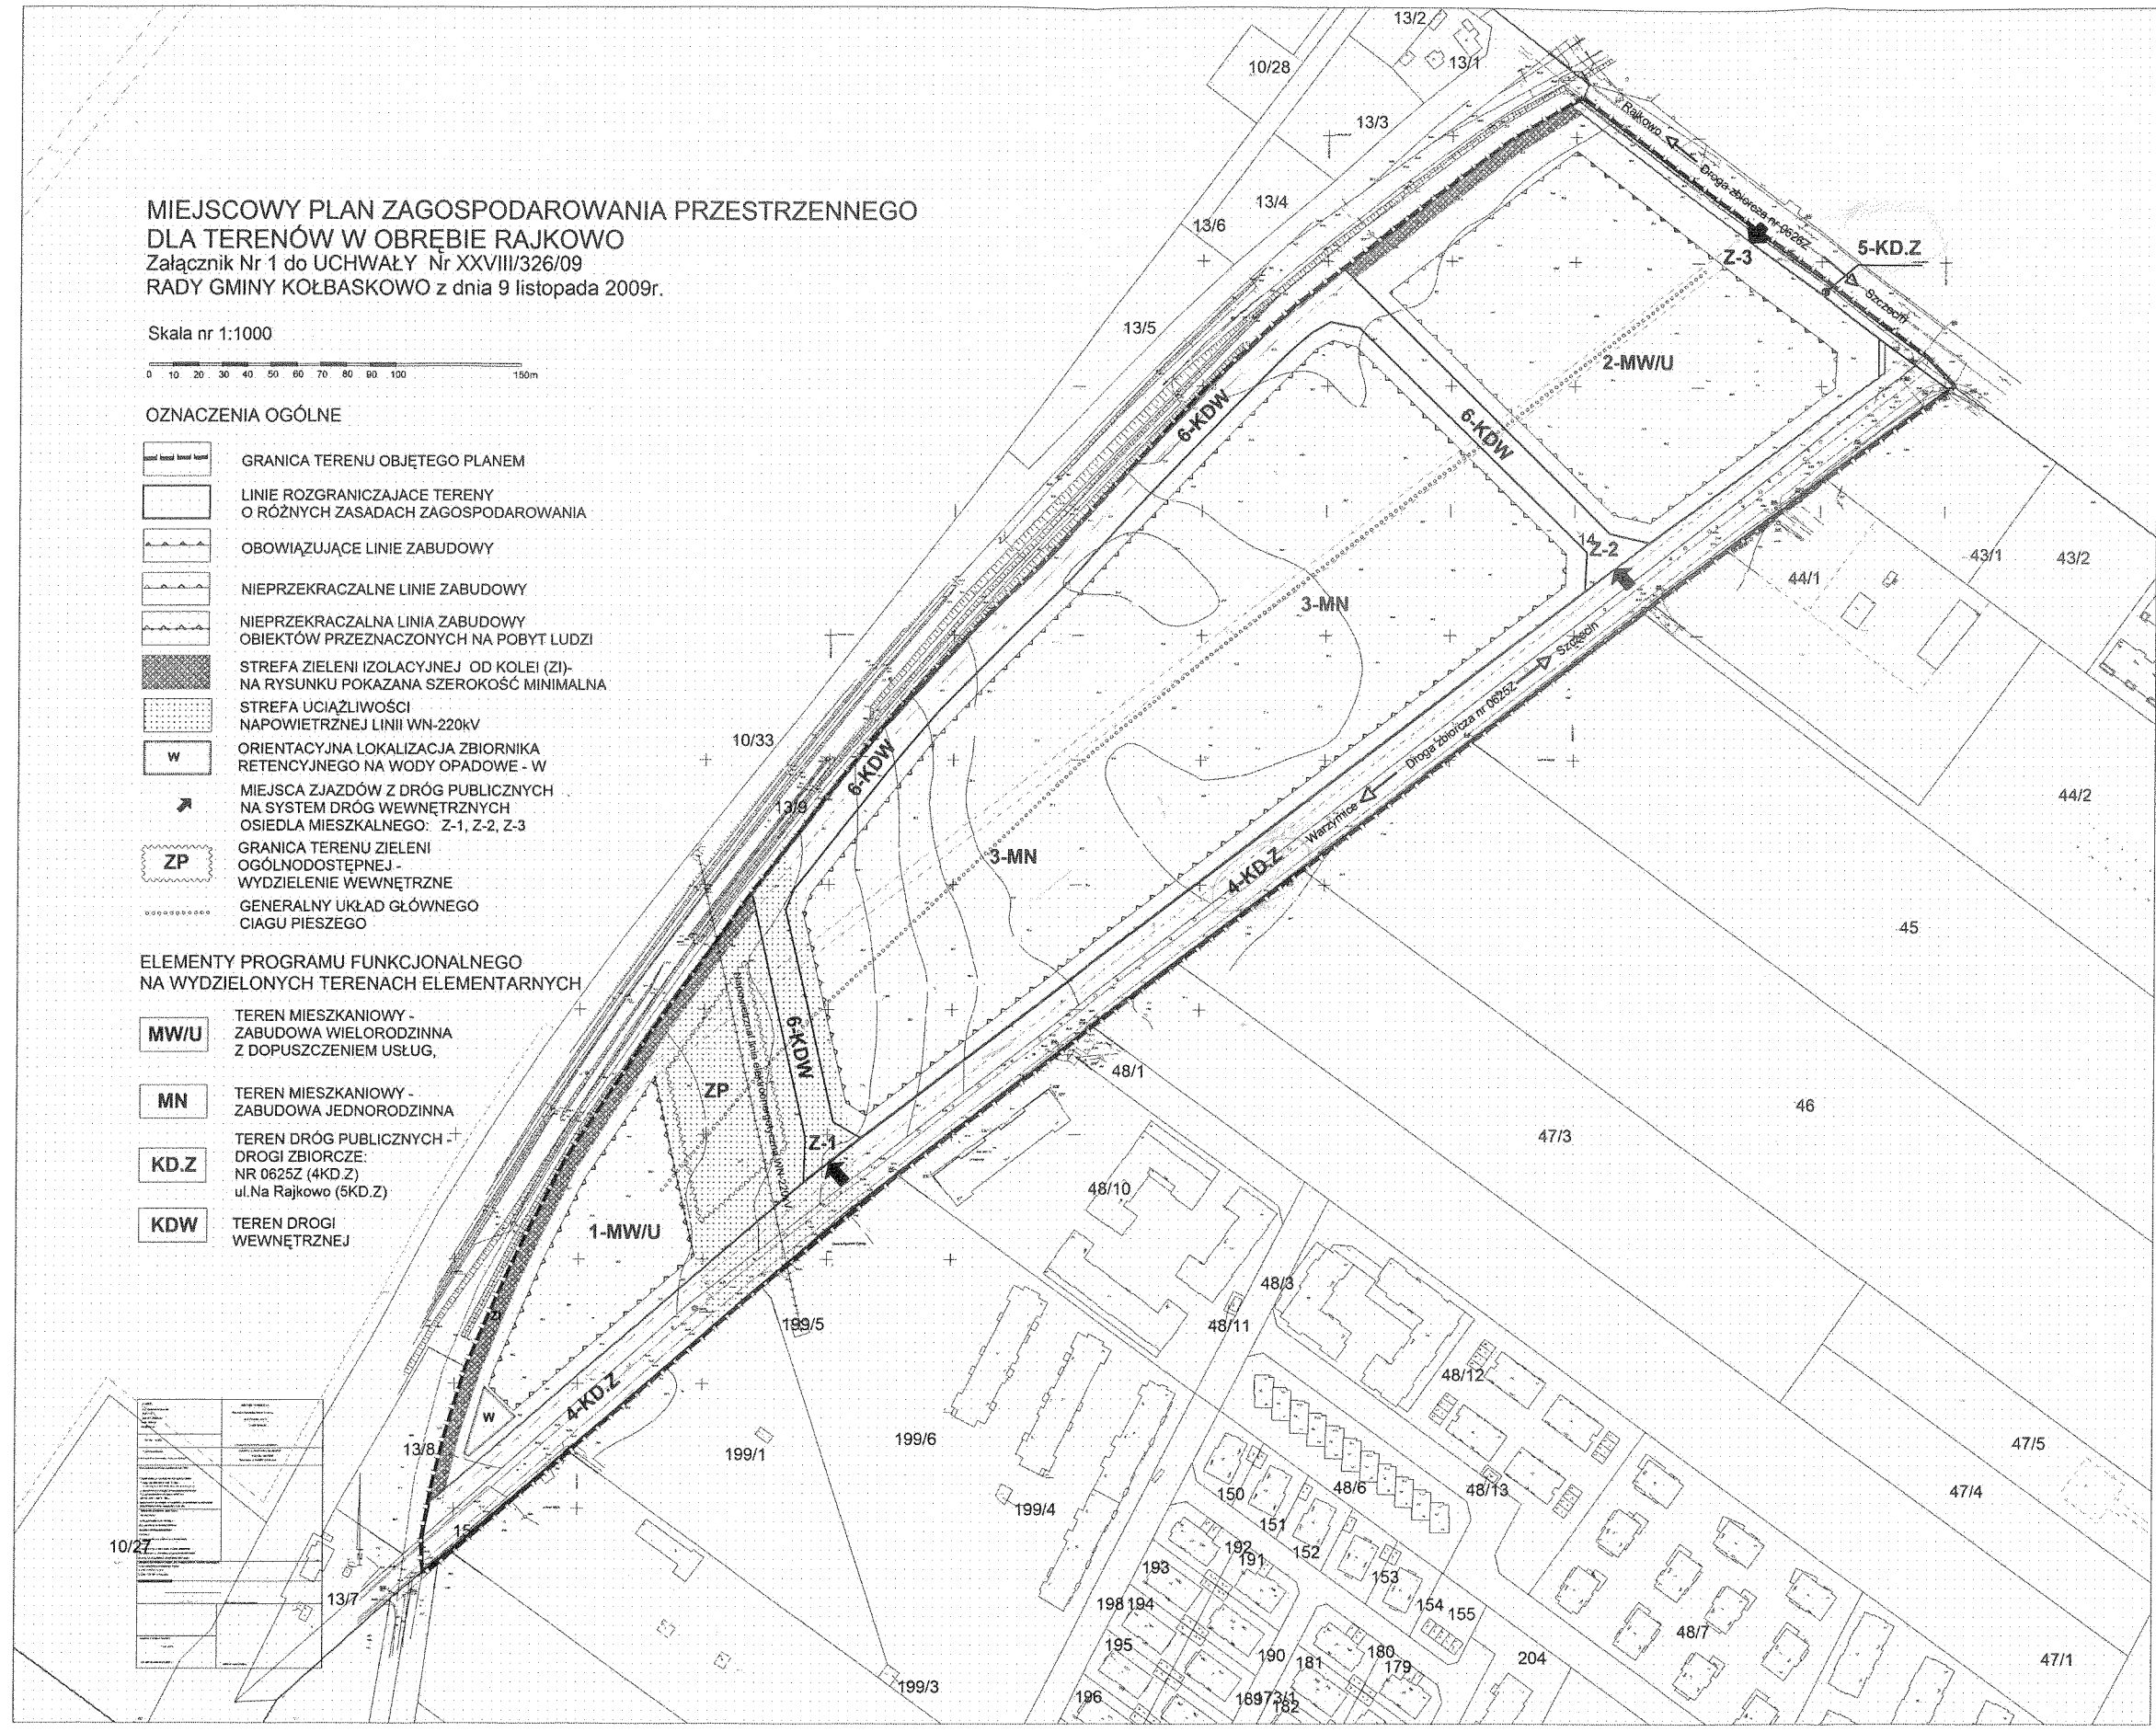 MIEJSCOWY PLAN ZAGOSPODAROWANIA PRZESTRZENNEGO
DLA TERENÓW W OBRĘBIE RAJKOWO
Załącznik Nr 1 do UCHWAŁY Nr XXVIII/326/09
RADY GMINY KOŁBASKOWO z dnia 9 listopada 2009r.
Skala nr 1:1000
0 10 20 30 40 50 60 70 80 90 100 150m
OZNACZENIA OGÓLNE
GRANICA TERENU OBJĘTEGO PLANEM
LINIE ROZGRANICZAJACE TERENY
O RÓŻNYCH ZASADACH ZAGOSPODAROWANIA
OBOWIĄZUJĄCE LINIE ZABUDOWY
NIEPRZEKRACZALNE LINIE ZABUDOWY
NIEPRZEKRACZALNA LINIA ZABUDOWY
OBIEKTÓW PRZEZNACZONYCH NA POBYT LUDZI
STREFA ZIELENI IZOLACYJNEJ OD KOLEI (ZI)-
NA RYSUNKU POKAZANA SZEROKOŚĆ MINIMALNA
STREFA UCIĄŻLIWOŚCI
NAPOWIETRZNEJ LINII WN-220kV
W
ORIENTACYJNA LOKALIZACJA ZBIORNIKA
RETENCYJNEGO NA WODY OPADOWE - W
MIEJSCA ZJAZDÓW Z DRÓG PUBLICZNYCH
NA SYSTEM DRÓG WEWNĘTRZNYCH
OSIEDLA MIESZKALNEGO: Z-1, Z-2, Z-3
ZP
GRANICA TERENU ZIELENI
OGÓLNODOSTĘPNEJ -
WYDZIELENIE WEWNĘTRZNE
GENERALNY UKŁAD GŁÓWNEGO
CIAGU PIESZEGO
ELEMENTY PROGRAMU FUNKCJONALNEGO
NA WYDZIELONYCH TERENACH ELEMENTARNYCH
MW/U
TEREN MIESZKANIOWY -
ZABUDOWA WIELORODZINNA
Z DOPUSZCZENIEM USŁUG,
MN
TEREN MIESZKANIOWY -
ZABUDOWA JEDNORODZINNA
KD.Z
TEREN DRÓG PUBLICZNYCH -
DROGI ZBIORCZE:
NR 0625Z (4KD.Z)
ul.Na Rajkowo (5KD.Z)
KDW
TEREN DROGI
WEWNĘTRZNEJ
13/2
10/28
13/1
13/3
13/4
13/6
13/5
Rajkowo
Droga zbiorcza nr 0626Z
Z-3
5-KD.Z
Szczecin
2-MW/U
6-KDW
6-KDW
14
Z-2
44/1
43/1
43/2
3-MN
Szczecin
Droga zbiorcza nr 0625Z
Warzymice
44/2
10/33
6-KDW
13/9
3-MN
4-KD.Z
45
6-KDW
ZP
Z-1
48/1
46
47/3
48/10
1-MW/U
199/5
48/3
48/11
48/12
4-KD.Z
W
13/8
199/1
199/6
199/4
47/5
47/4
48/6
48/13
150
151
152
153
154
155
15
10/27
13/7
192
191
193
198
194
195
196
190
181
180
179
189
173/1
182
204
48/7
47/1
199/3